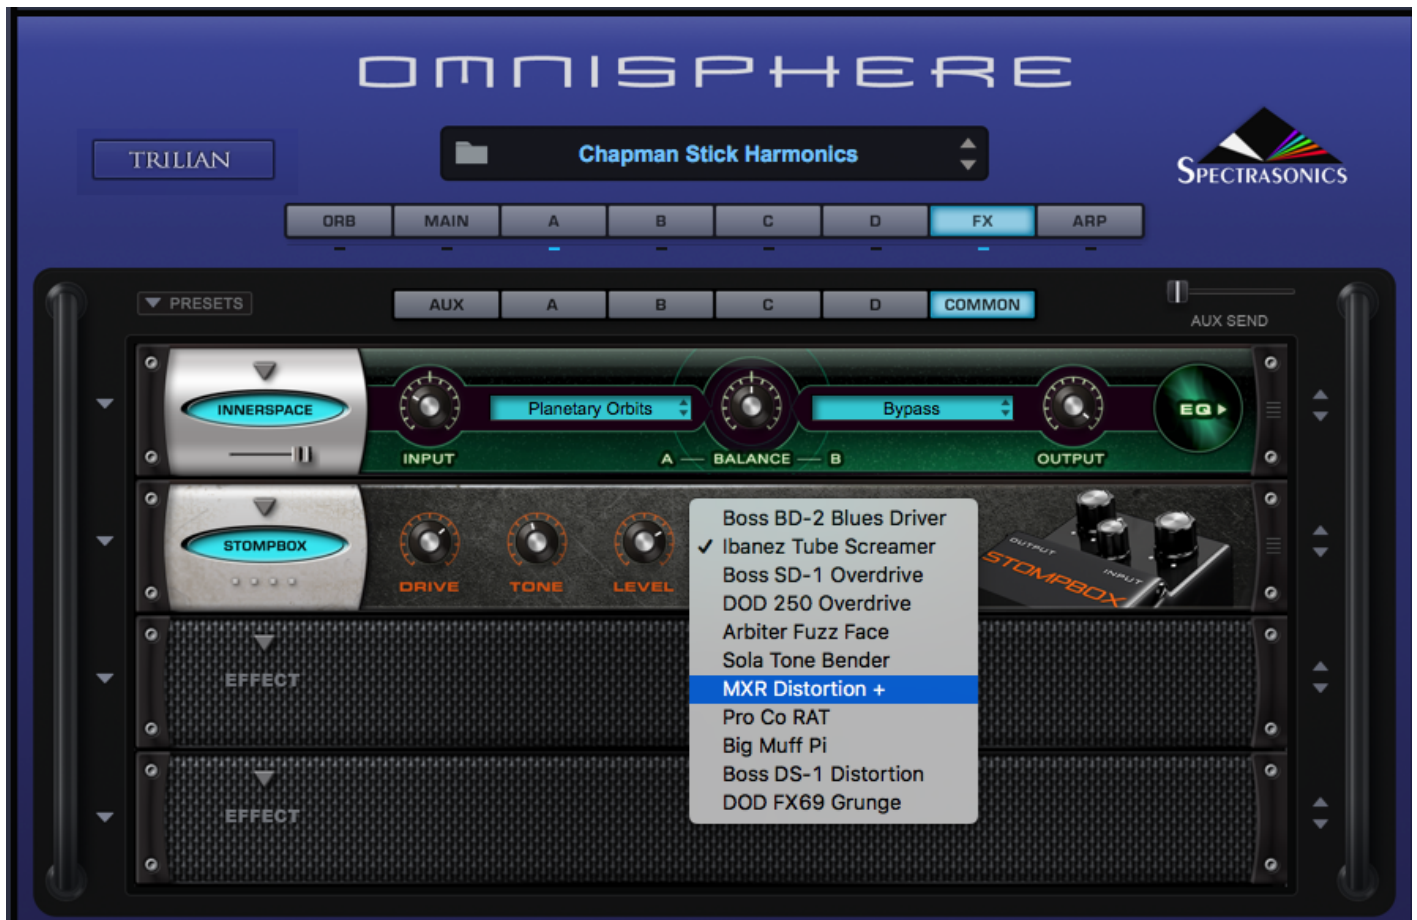 OMNISPHERE
TRILIAN
Chapman Stick Harmonics
SPECTRASONICS
ORB MAIN A B C D FX ARP
PRESETS
AUX A B C D COMMON
AUX SEND
INNERSPACE
Planetary Orbits
Bypass
EQ
INPUT
A — BALANCE — B
OUTPUT
STOMPBOX
DRIVE
TONE
LEVEL
Boss BD-2 Blues Driver
✓ Ibanez Tube Screamer
Boss SD-1 Overdrive
DOD 250 Overdrive
Arbiter Fuzz Face
Sola Tone Bender
MXR Distortion +
Pro Co RAT
Big Muff Pi
Boss DS-1 Distortion
DOD FX69 Grunge
OUTPUT
INPUT
STOMPBOX
EFFECT
EFFECT